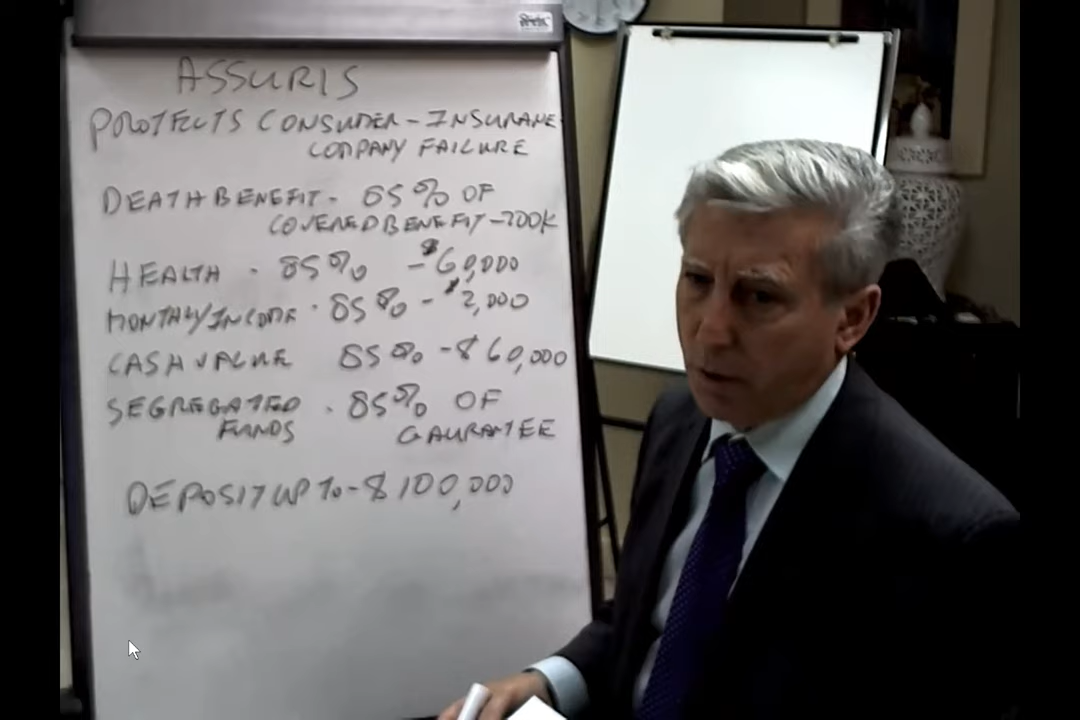 ASSURIS
PROTECTS CONSUMER - INSURANE
COMPANY FAILURE
DEATH BENEFIT - 85% OF
COVERED BENEFIT - 200K
HEALTH - 85% - $60,000
MONTHLY INCOME - 85% - $2,000
CASH VALUE 85% - $60,000
SEGREGATED - 85% OF
FUNDS GAURANTEE
DEPOSIT UP TO - $100,000